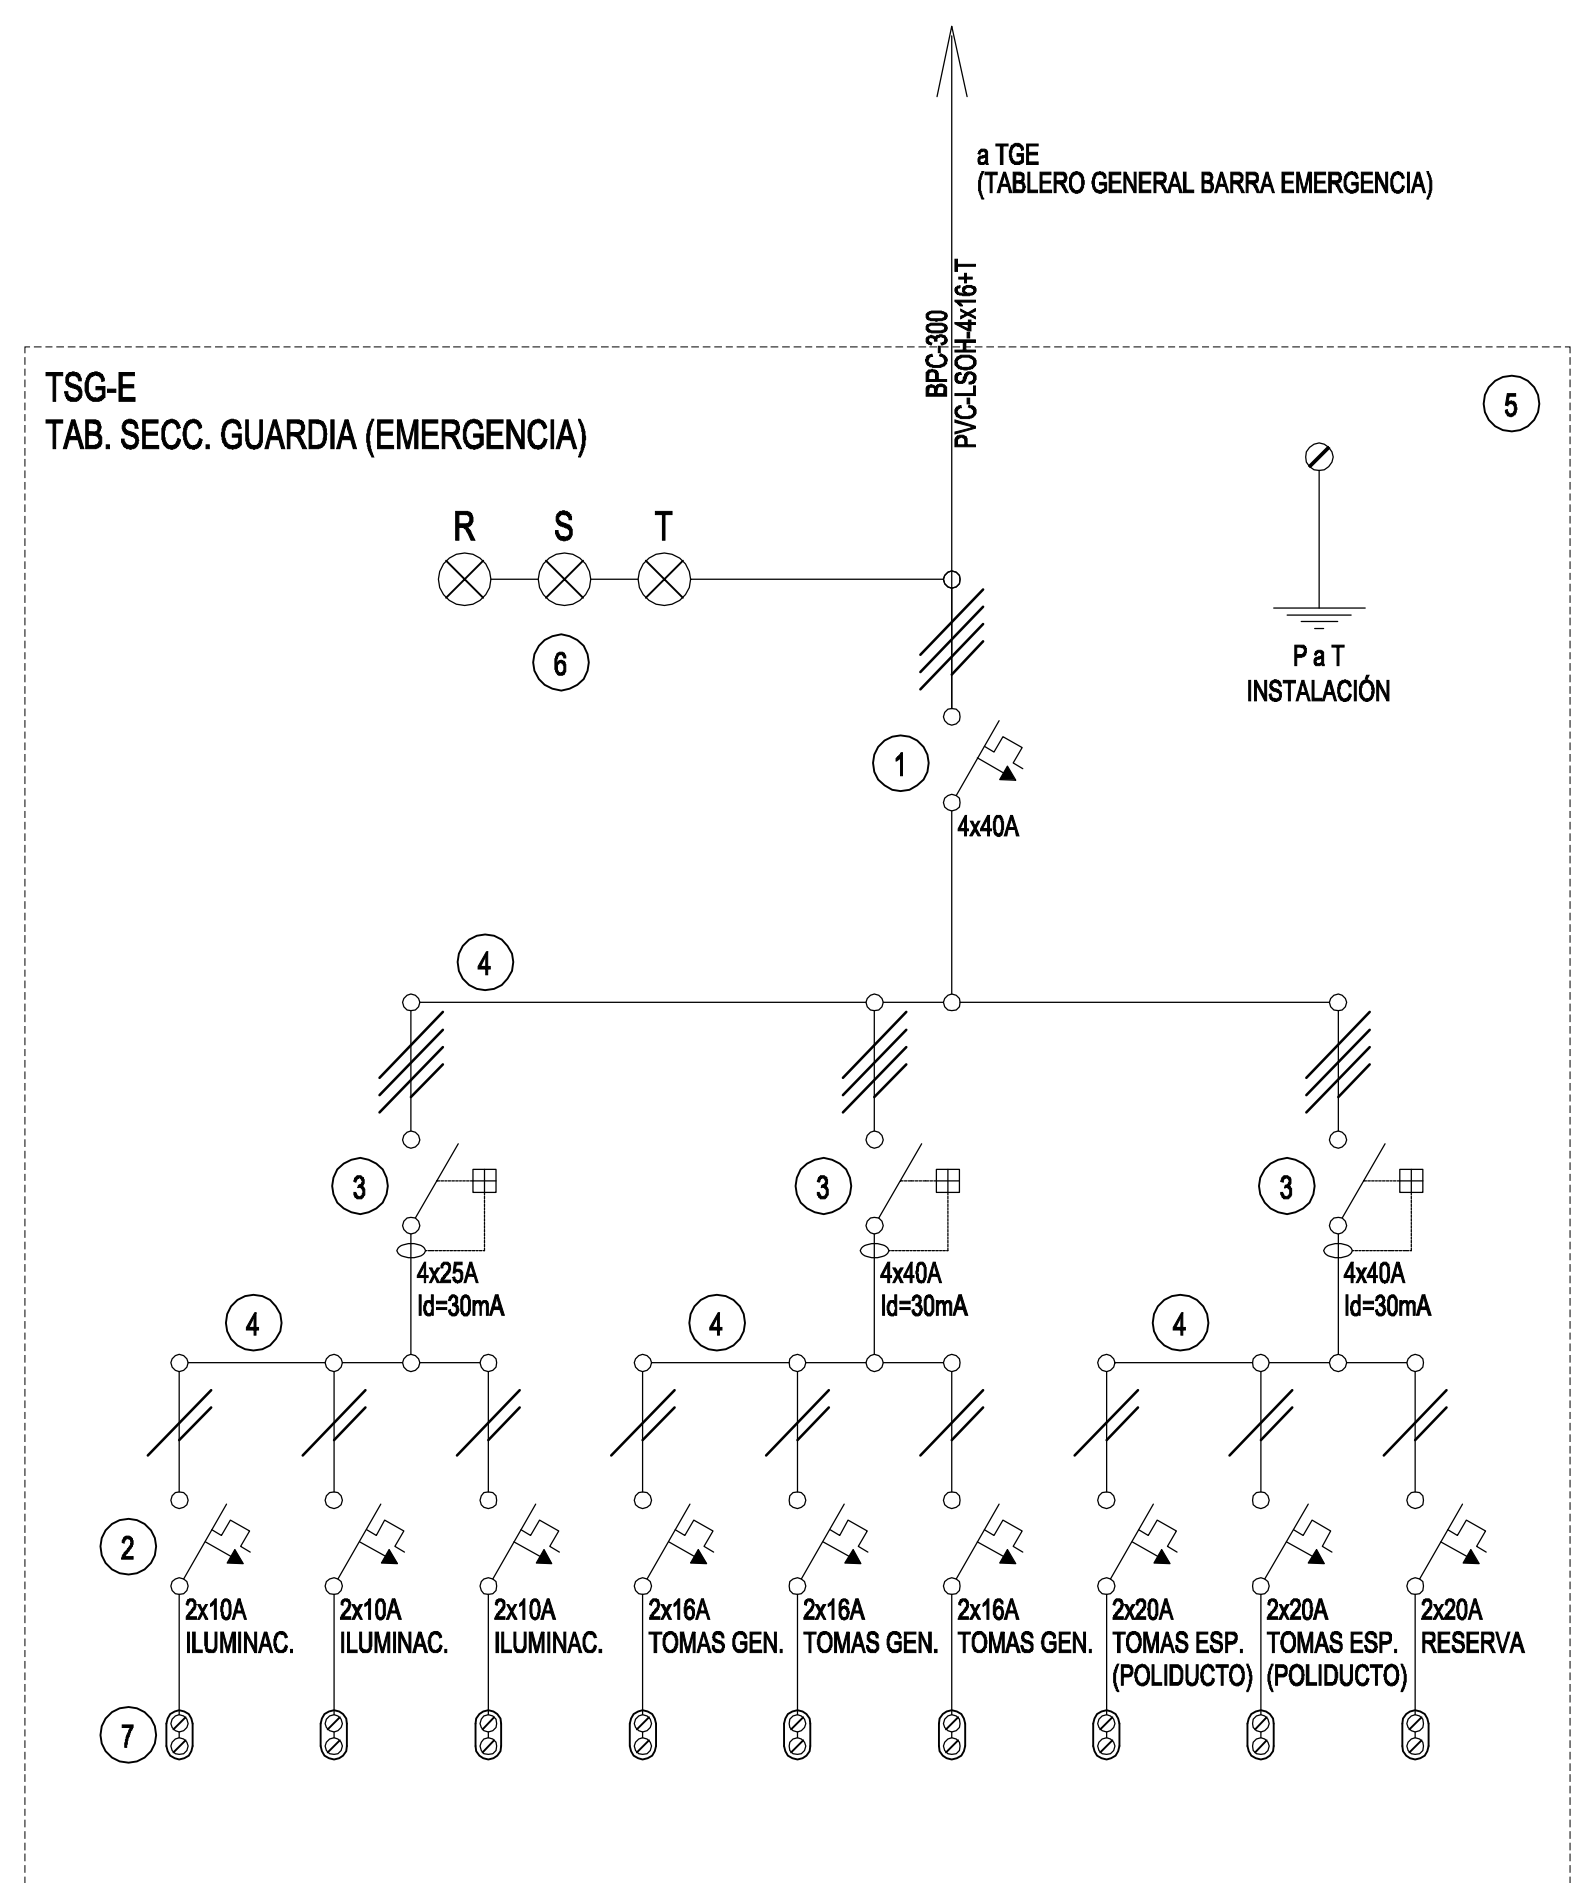 a TGE
(TABLERO GENERAL BARRA EMERGENCIA)
BPC-300
PVC-LSOH-4x16+T
TSG-E
TAB. SECC. GUARDIA (EMERGENCIA)
5
R S T
6
P a T
INSTALACIÓN
1
4x40A
4
3 3 3
4x25A 4x40A 4x40A
Id=30mA Id=30mA Id=30mA
4 4 4
2
2x10A 2x10A 2x10A 2x16A 2x16A 2x16A 2x20A 2x20A 2x20A
ILUMINAC. ILUMINAC. ILUMINAC. TOMAS GEN. TOMAS GEN. TOMAS GEN. TOMAS ESP. TOMAS ESP. RESERVA
(POLIDUCTO) (POLIDUCTO)
7